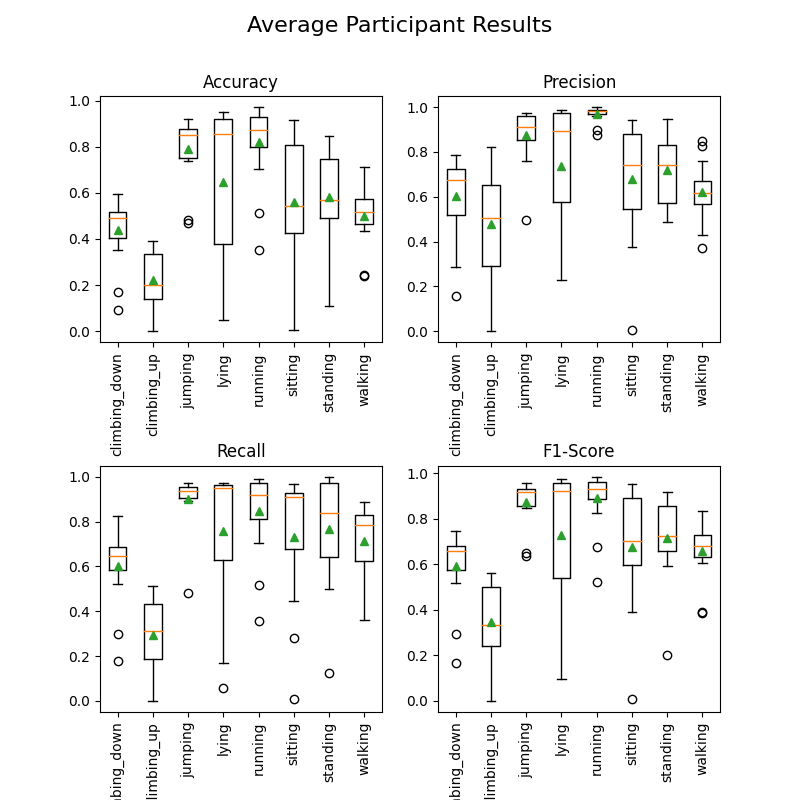 Average Participant Results
Accuracy
1.0
0.8
0.6
0.4
0.2
0.0
climbing_down
climbing_up
jumping
lying
running
sitting
standing
walking
Precision
1.0
0.8
0.6
0.4
0.2
0.0
climbing_down
climbing_up
jumping
lying
running
sitting
standing
walking
Recall
1.0
0.8
0.6
0.4
0.2
0.0
nbing_down
limbing_up
jumping
lying
running
sitting
standing
walking
F1-Score
1.0
0.8
0.6
0.4
0.2
0.0
nbing_down
limbing_up
jumping
lying
running
sitting
standing
walking